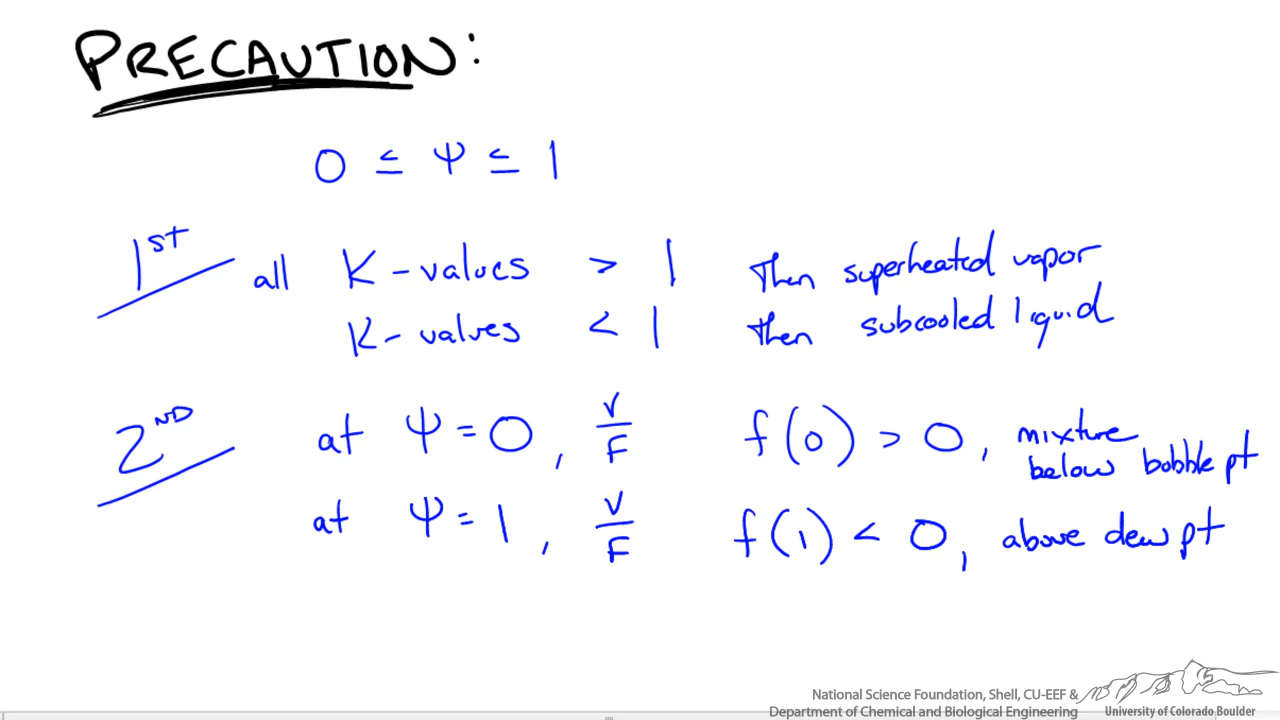 PRECAUTION:
0 ≤ Ψ ≤ 1
1ST all K-values > 1 then superheated vapor
K-values < 1 then subcooled liquid
2ND at Ψ = 0, V/F f(0) > 0, mixture
below bobble pt
at Ψ = 1, V/F f(1) < 0, above dew pt
National Science Foundation, Shell, CU-EEF &
Department of Chemical and Biological Engineering
University of Colorado Boulder